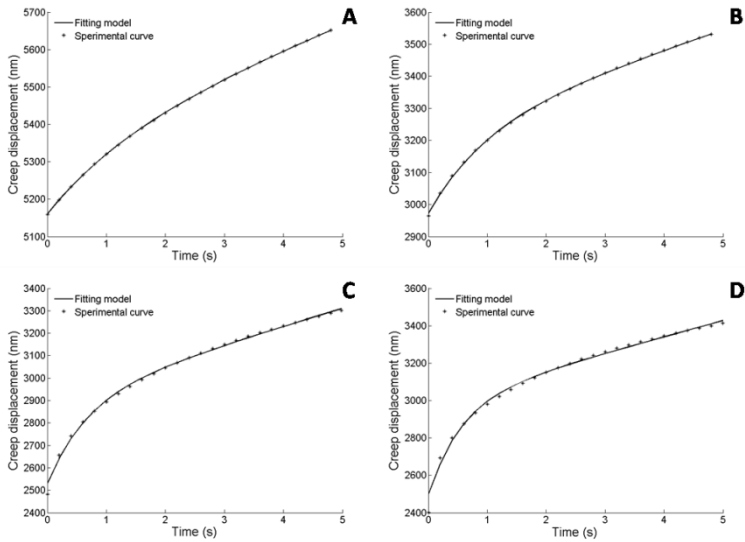 A
Fitting model
Sperimental curve
Creep displacement (nm)
5700
5600
5500
5400
5300
5200
5100
0 1 2 3 4 5
Time (s)
B
Fitting model
Sperimental curve
Creep displacement (nm)
3600
3500
3400
3300
3200
3100
3000
2900
0 1 2 3 4 5
Time (s)
C
Fitting model
Sperimental curve
Creep displacement (nm)
3400
3300
3200
3100
3000
2900
2800
2700
2600
2500
2400
0 1 2 3 4 5
Time (s)
D
Fitting model
Sperimental curve
Creep displacement (nm)
3600
3400
3200
3000
2800
2600
2400
0 1 2 3 4 5
Time (s)